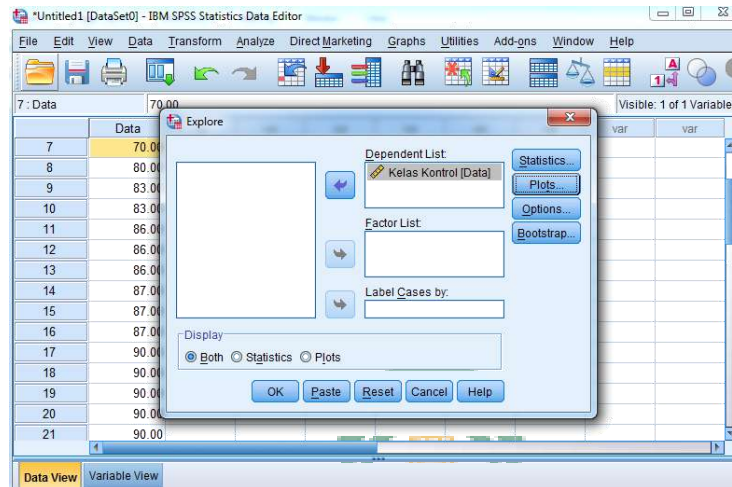 *Untitled1 [DataSet0] - IBM SPSS Statistics Data Editor
File Edit View Data Transform Analyze Direct Marketing Graphs Utilities Add-ons Window Help
7 : Data 70.00 Visible: 1 of 1 Variable
Data var var
Explore
Dependent List:
Kelas Kontrol [Data]
Factor List:
Label Cases by:
Statistics...
Plots...
Options...
Bootstrap...
Display
Both Statistics Plots
OK Paste Reset Cancel Help
7 70.00
8 80.00
9 83.00
10 83.00
11 86.00
12 86.00
13 86.00
14 87.00
15 87.00
16 87.00
17 90.00
18 90.00
19 90.00
20 90.00
21 90.00
Data View Variable View